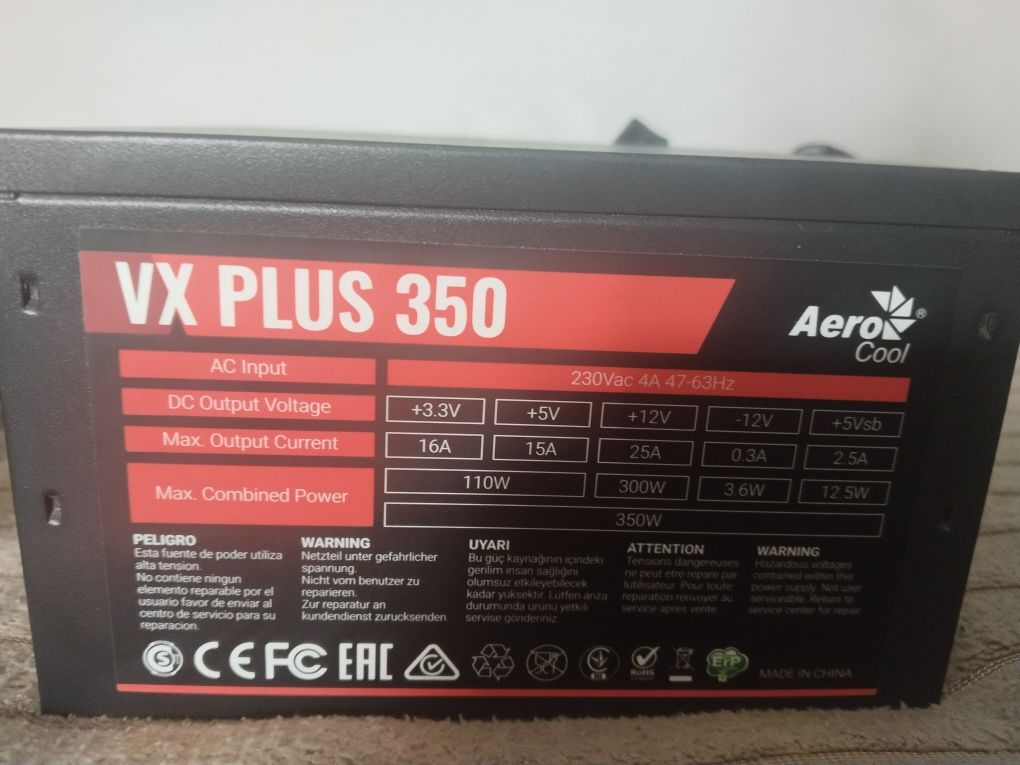 VX PLUS 350
Aero
Cool
®
AC Input 230Vac 4A 47-63Hz
DC Output Voltage +3.3V +5V +12V -12V +5Vsb
Max. Output Current 16A 15A 25A 0.3A 2.5A
Max. Combined Power 110W 300W 3.6W 12.5W
350W
PELIGRO
Esta fuente de poder utiliza
alta tension.
No contiene ningun
elemento reparable por el
usuario favor de enviar al
centro de servicio para su
reparacion.
WARNING
Netzteil unter gefahrlicher
spannung.
Nicht vom benutzer zu
reparieren.
Zur reparatur an
kundendienst zurucksenden.
UYARI
Bu güç kaynağının içindeki
gerilim insan sağlığını
olumsuz etkileyebilecek
kadar yüksektir. Lütfen arıza
durumunda ürünü yetkili
servise gönderiniz
ATTENTION
Tensions dangereuses
ne peut etre repare par
lutilisateur. Pour toute
reparation renvoyer du
service apres vente
WARNING
Hazardous voltages
contained within this
power supply. Not user
serviceable. Return to
service center for repair.
S CE FC EAC RoHS ErP MADE IN CHINA